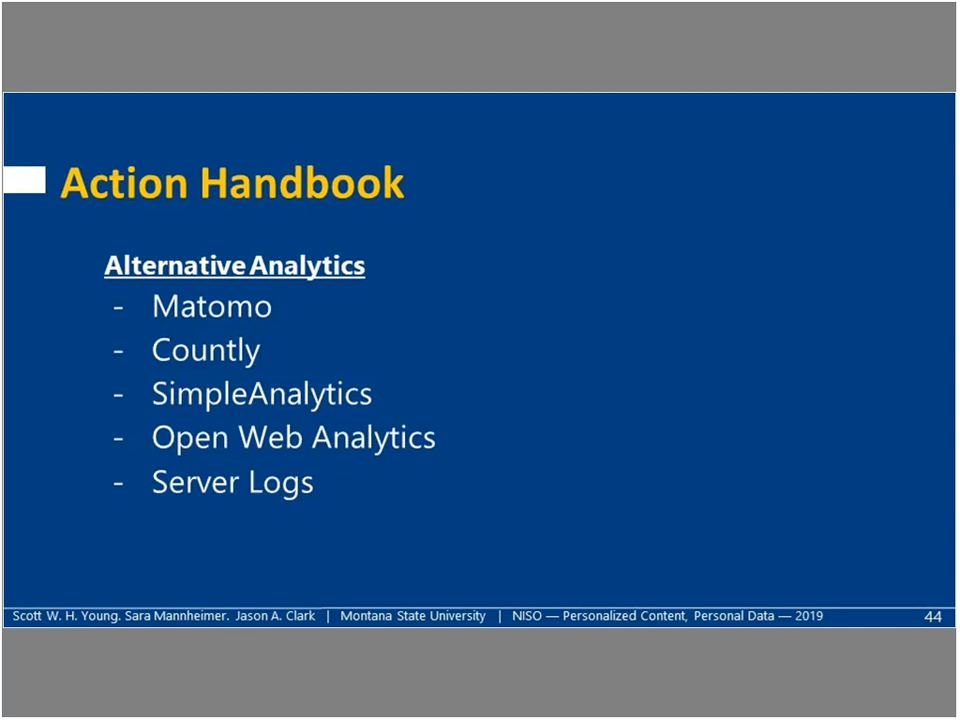 Action Handbook
Alternative Analytics
- Matomo
- Countly
- SimpleAnalytics
- Open Web Analytics
- Server Logs
Scott W. H. Young. Sara Mannheimer. Jason A. Clark | Montana State University | NISO — Personalized Content, Personal Data — 2019 44